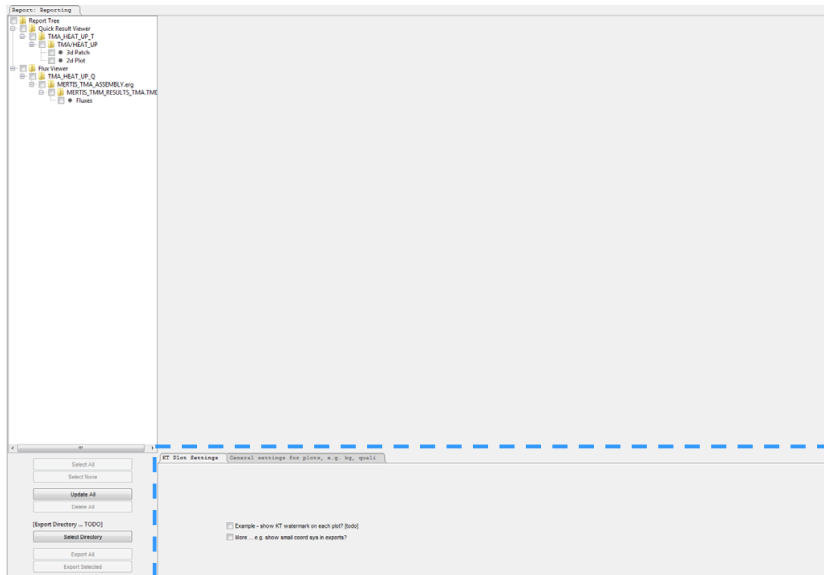 Report: Reporting
Report Tree
Quick Result Viewer
TMA_HEAT_UP_T
TMA/HEAT_UP
3d Patch
2d Plot
Flux Viewer
TMA_HEAT_UP_Q
MERTIS_TMA_ASSEMBLY.erg
MERTIS_TMM_RESULTS_TMA.TMD
Fluxes
Select All
Select None
Update All
Delete All
[Export Directory ... TODO]
Select Directory
Export All
Export Selected
KT Plot Settings
General settings for plots, e.g. bg, quali
Example - show KT watermark on each plot? [todo]
More ... e.g. show small coord sys in exports?